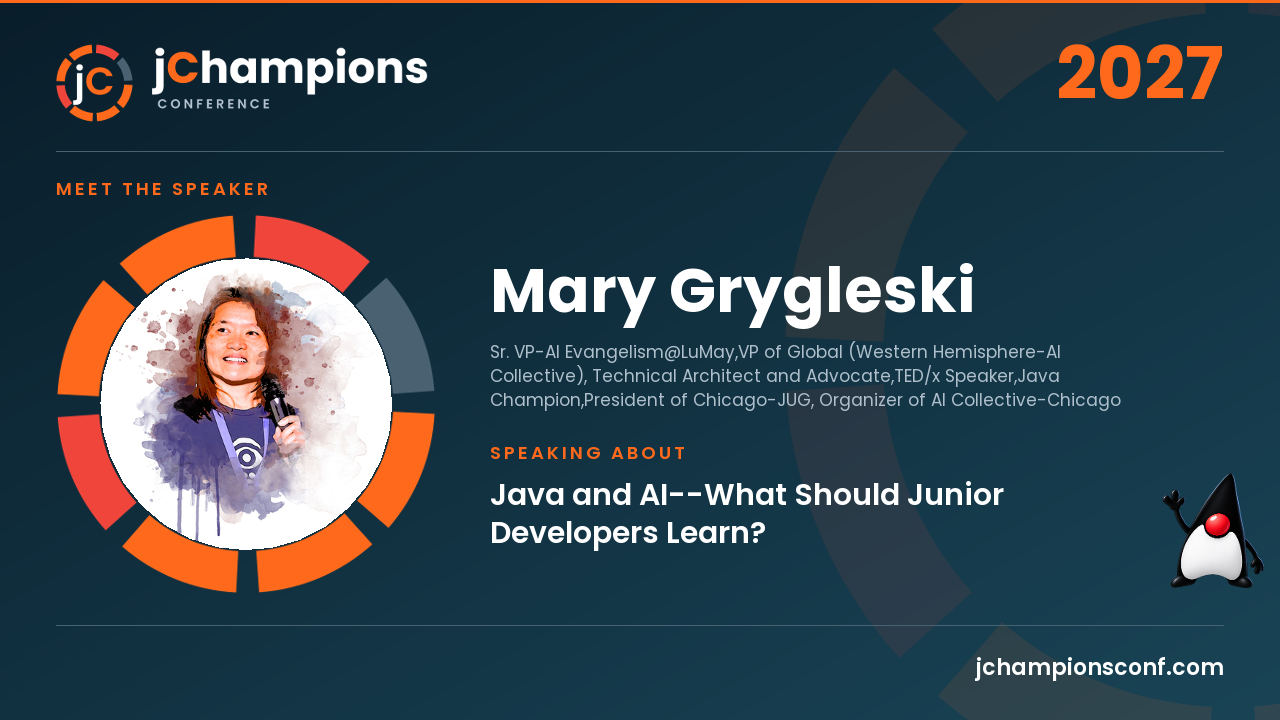 jC
jChampions
CONFERENCE
2027
MEET THE SPEAKER
Mary Grygleski
Sr. VP-AI Evangelism@LuMay,VP of Global (Western Hemisphere-AI
Collective), Technical Architect and Advocate,TED/x Speaker,Java
Champion,President of Chicago-JUG, Organizer of AI Collective-Chicago
SPEAKING ABOUT
Java and AI--What Should Junior
Developers Learn?
jchampionsconf.com